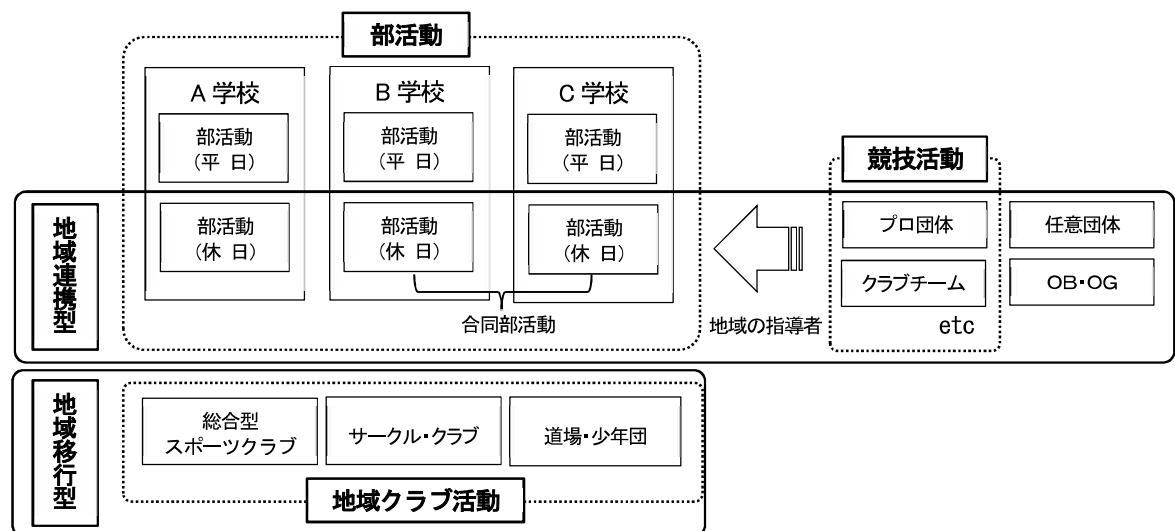 部活動
A 学校
部活動
(平 日)
部活動
(休 日)
B 学校
部活動
(平 日)
部活動
(休 日)
C 学校
部活動
(平 日)
部活動
(休 日)
合同部活動
地域連携型
地域の指導者
競技活動
プロ団体
クラブチーム
etc
任意団体
OB・OG
地域移行型
総合型
スポーツクラブ
サークル・クラブ
道場・少年団
地域クラブ活動